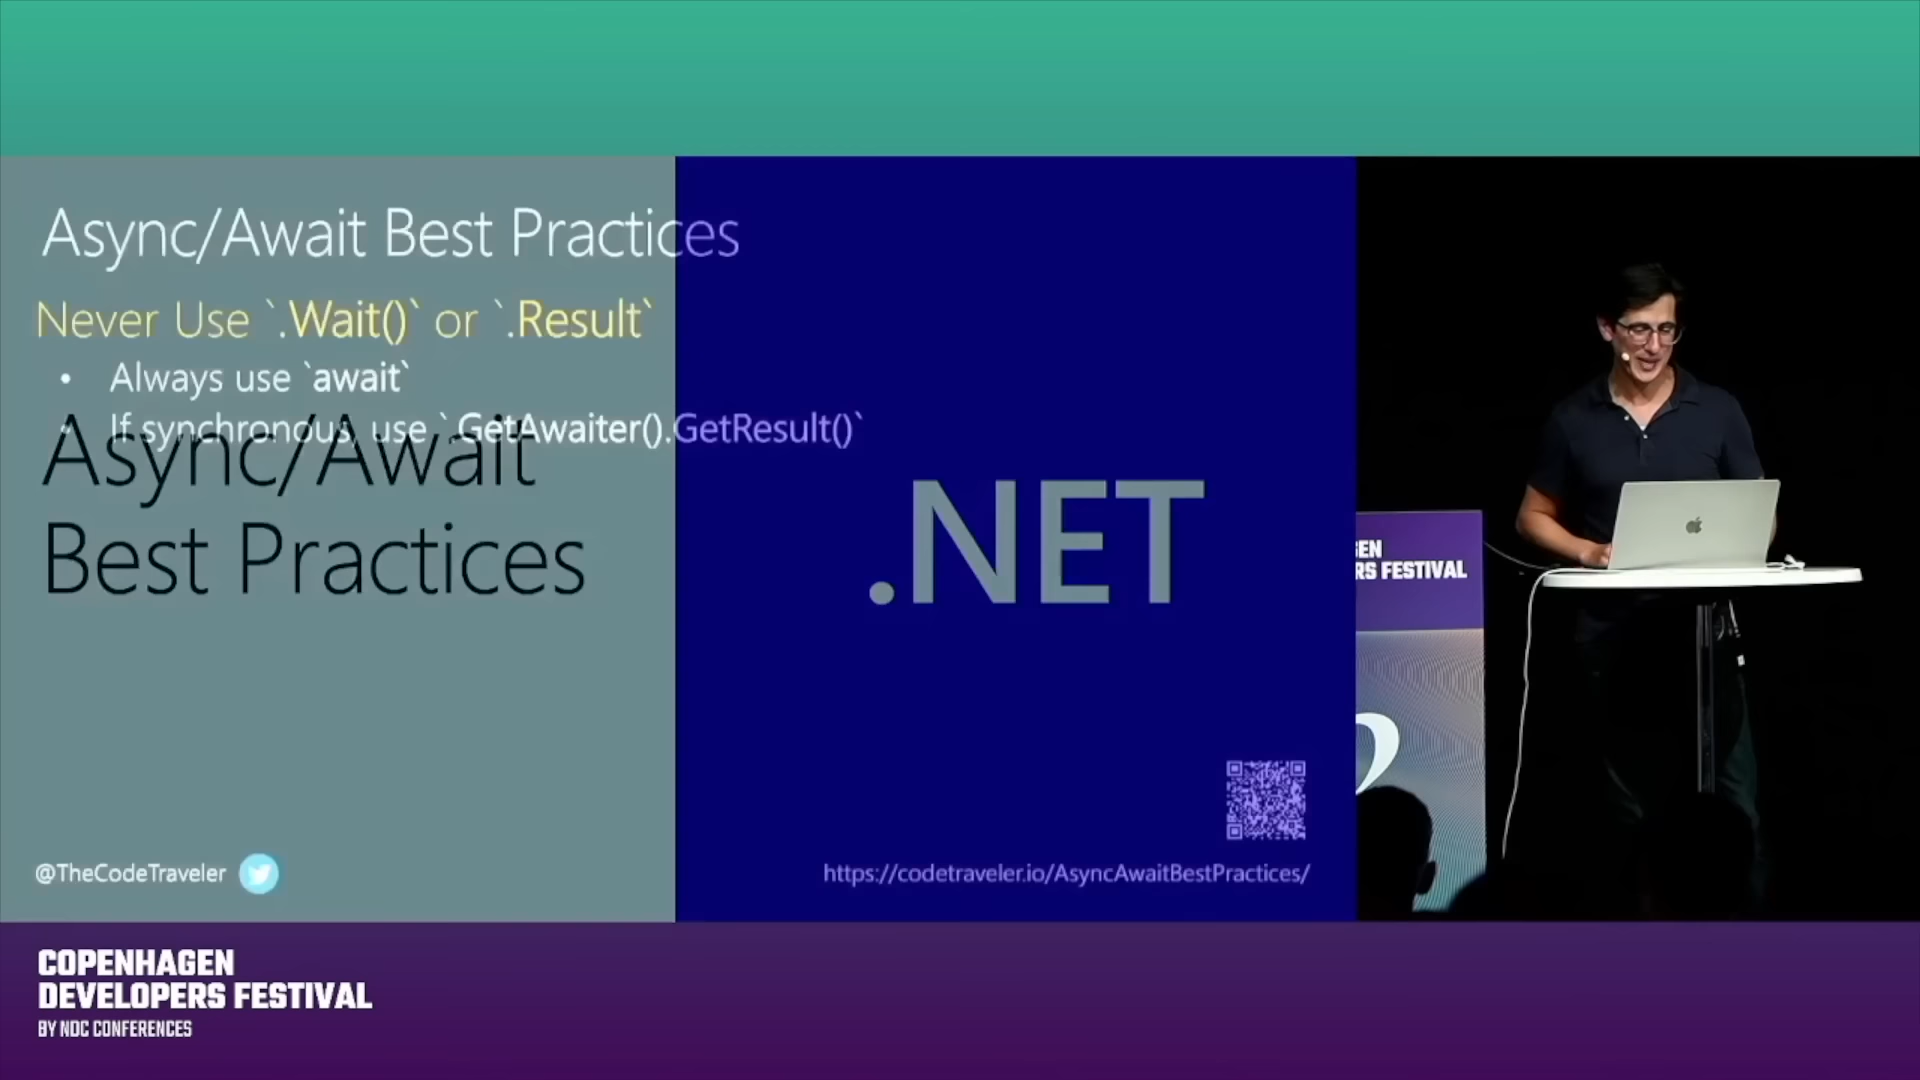 Async/Await Best Practices
Never Use `.Wait()` or `.Result`
• Always use `await`
• If synchronous, use `.GetAwaiter().GetResult()`
Async/Await
Best Practices
.NET
@TheCodeTraveler
https://codetraveler.io/AsyncAwaitBestPractices/
EN
RS FESTIVAL
COPENHAGEN
DEVELOPERS FESTIVAL
BY NDC CONFERENCES